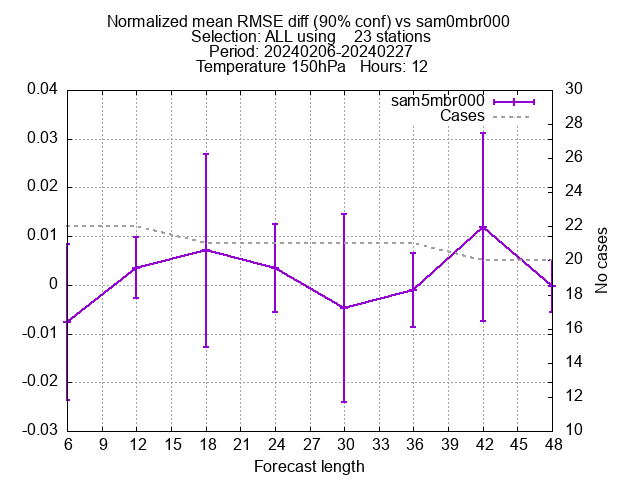 Normalized mean RMSE diff (90% conf) vs sam0mbr000
Selection: ALL using    23 stations
Period: 20240206-20240227
Temperature 150hPa   Hours: 12
sam5mbr000
Cases
0.04
0.03
0.02
0.01
0
-0.01
-0.02
-0.03
30
28
26
24
22
20
18
16
14
12
10
No cases
6 9 12 15 18 21 24 27 30 33 36 39 42 45 48
Forecast length